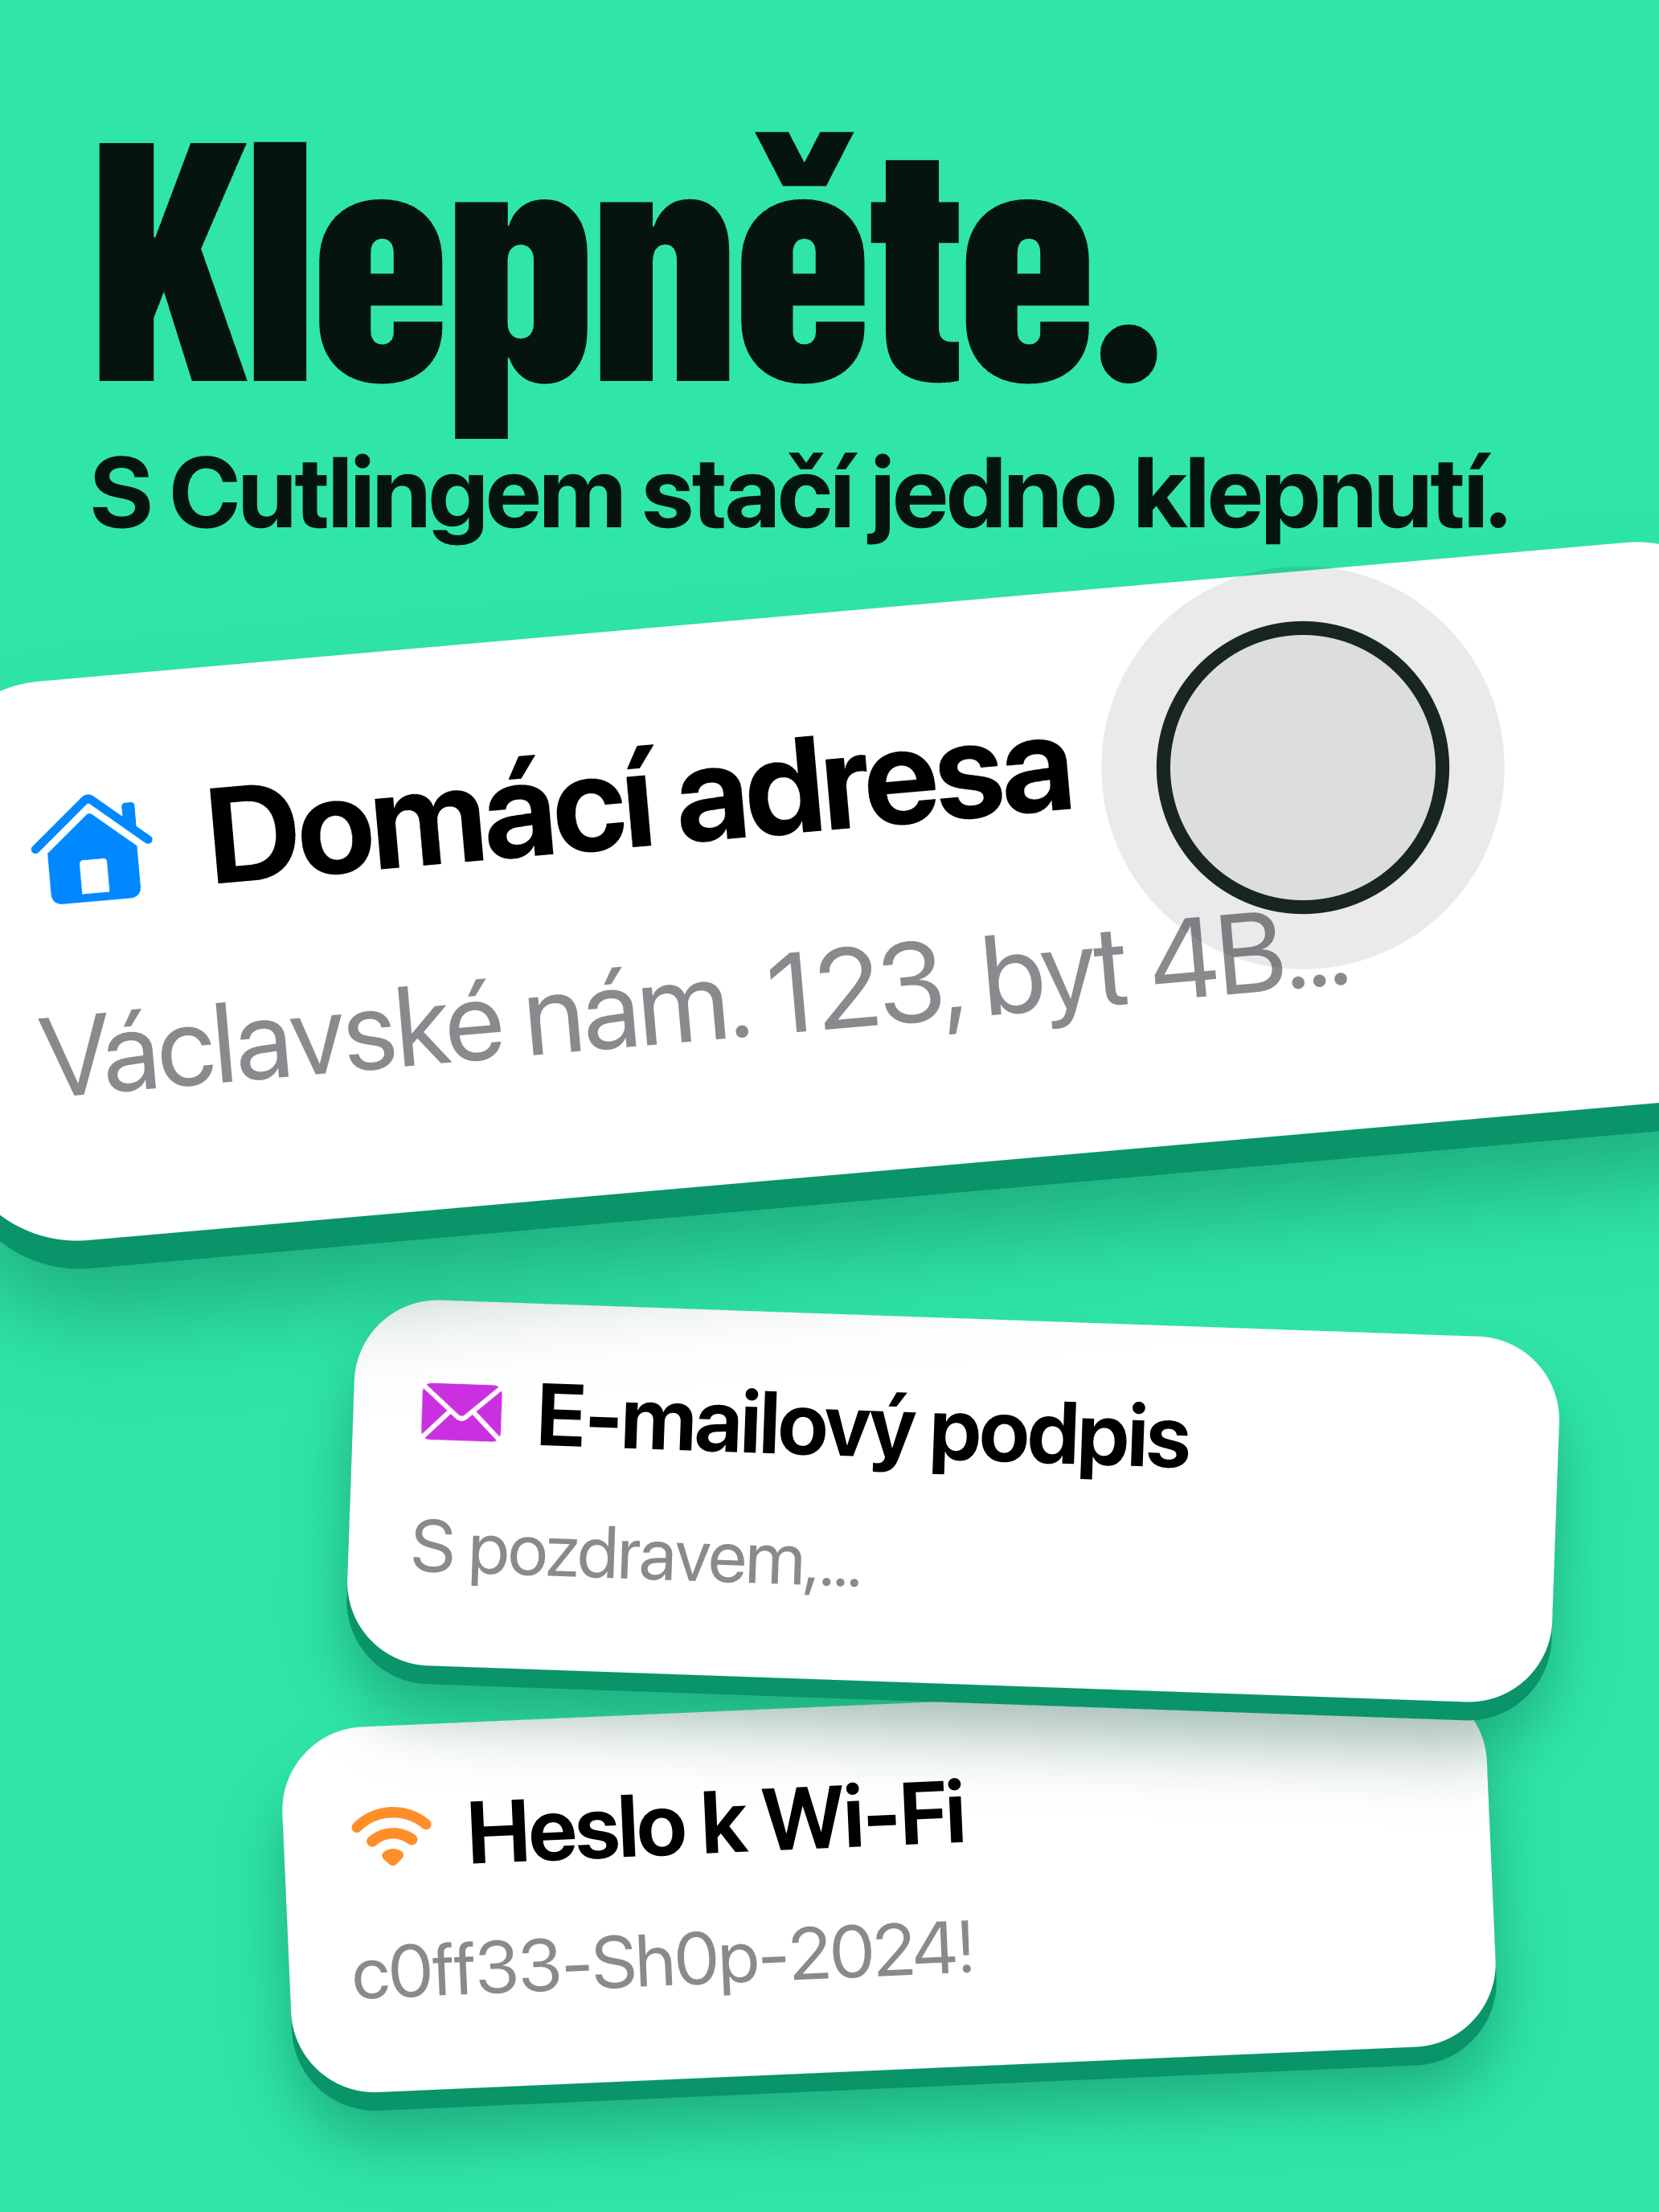 Klepněte.
S Cutlingem stačí jedno klepnutí.
Domácí adresa
Václavské nám. 123, byt 4B...
E-mailový podpis
S pozdravem,...
Heslo k Wi-Fi
c0ff33-Sh0p-2024!